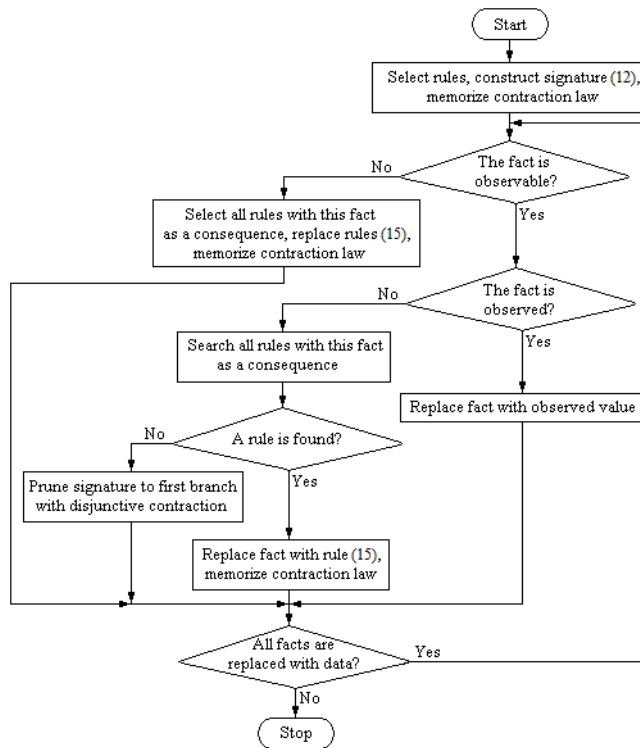 Start
Select rules, construct signature (12),
memorize contraction law
No
The fact is
observable?
Select all rules with this fact
as a consequence, replace rules (15),
memorize contraction law
Yes
No
The fact is
observed?
Search all rules with this fact
as a consequence
Yes
Replace fact with observed value
No
A rule is found?
Prune signature to first branch
with disjunctive contraction
Yes
Replace fact with rule (15),
memorize contraction law
All facts are
replaced with data?
Yes
No
Stop